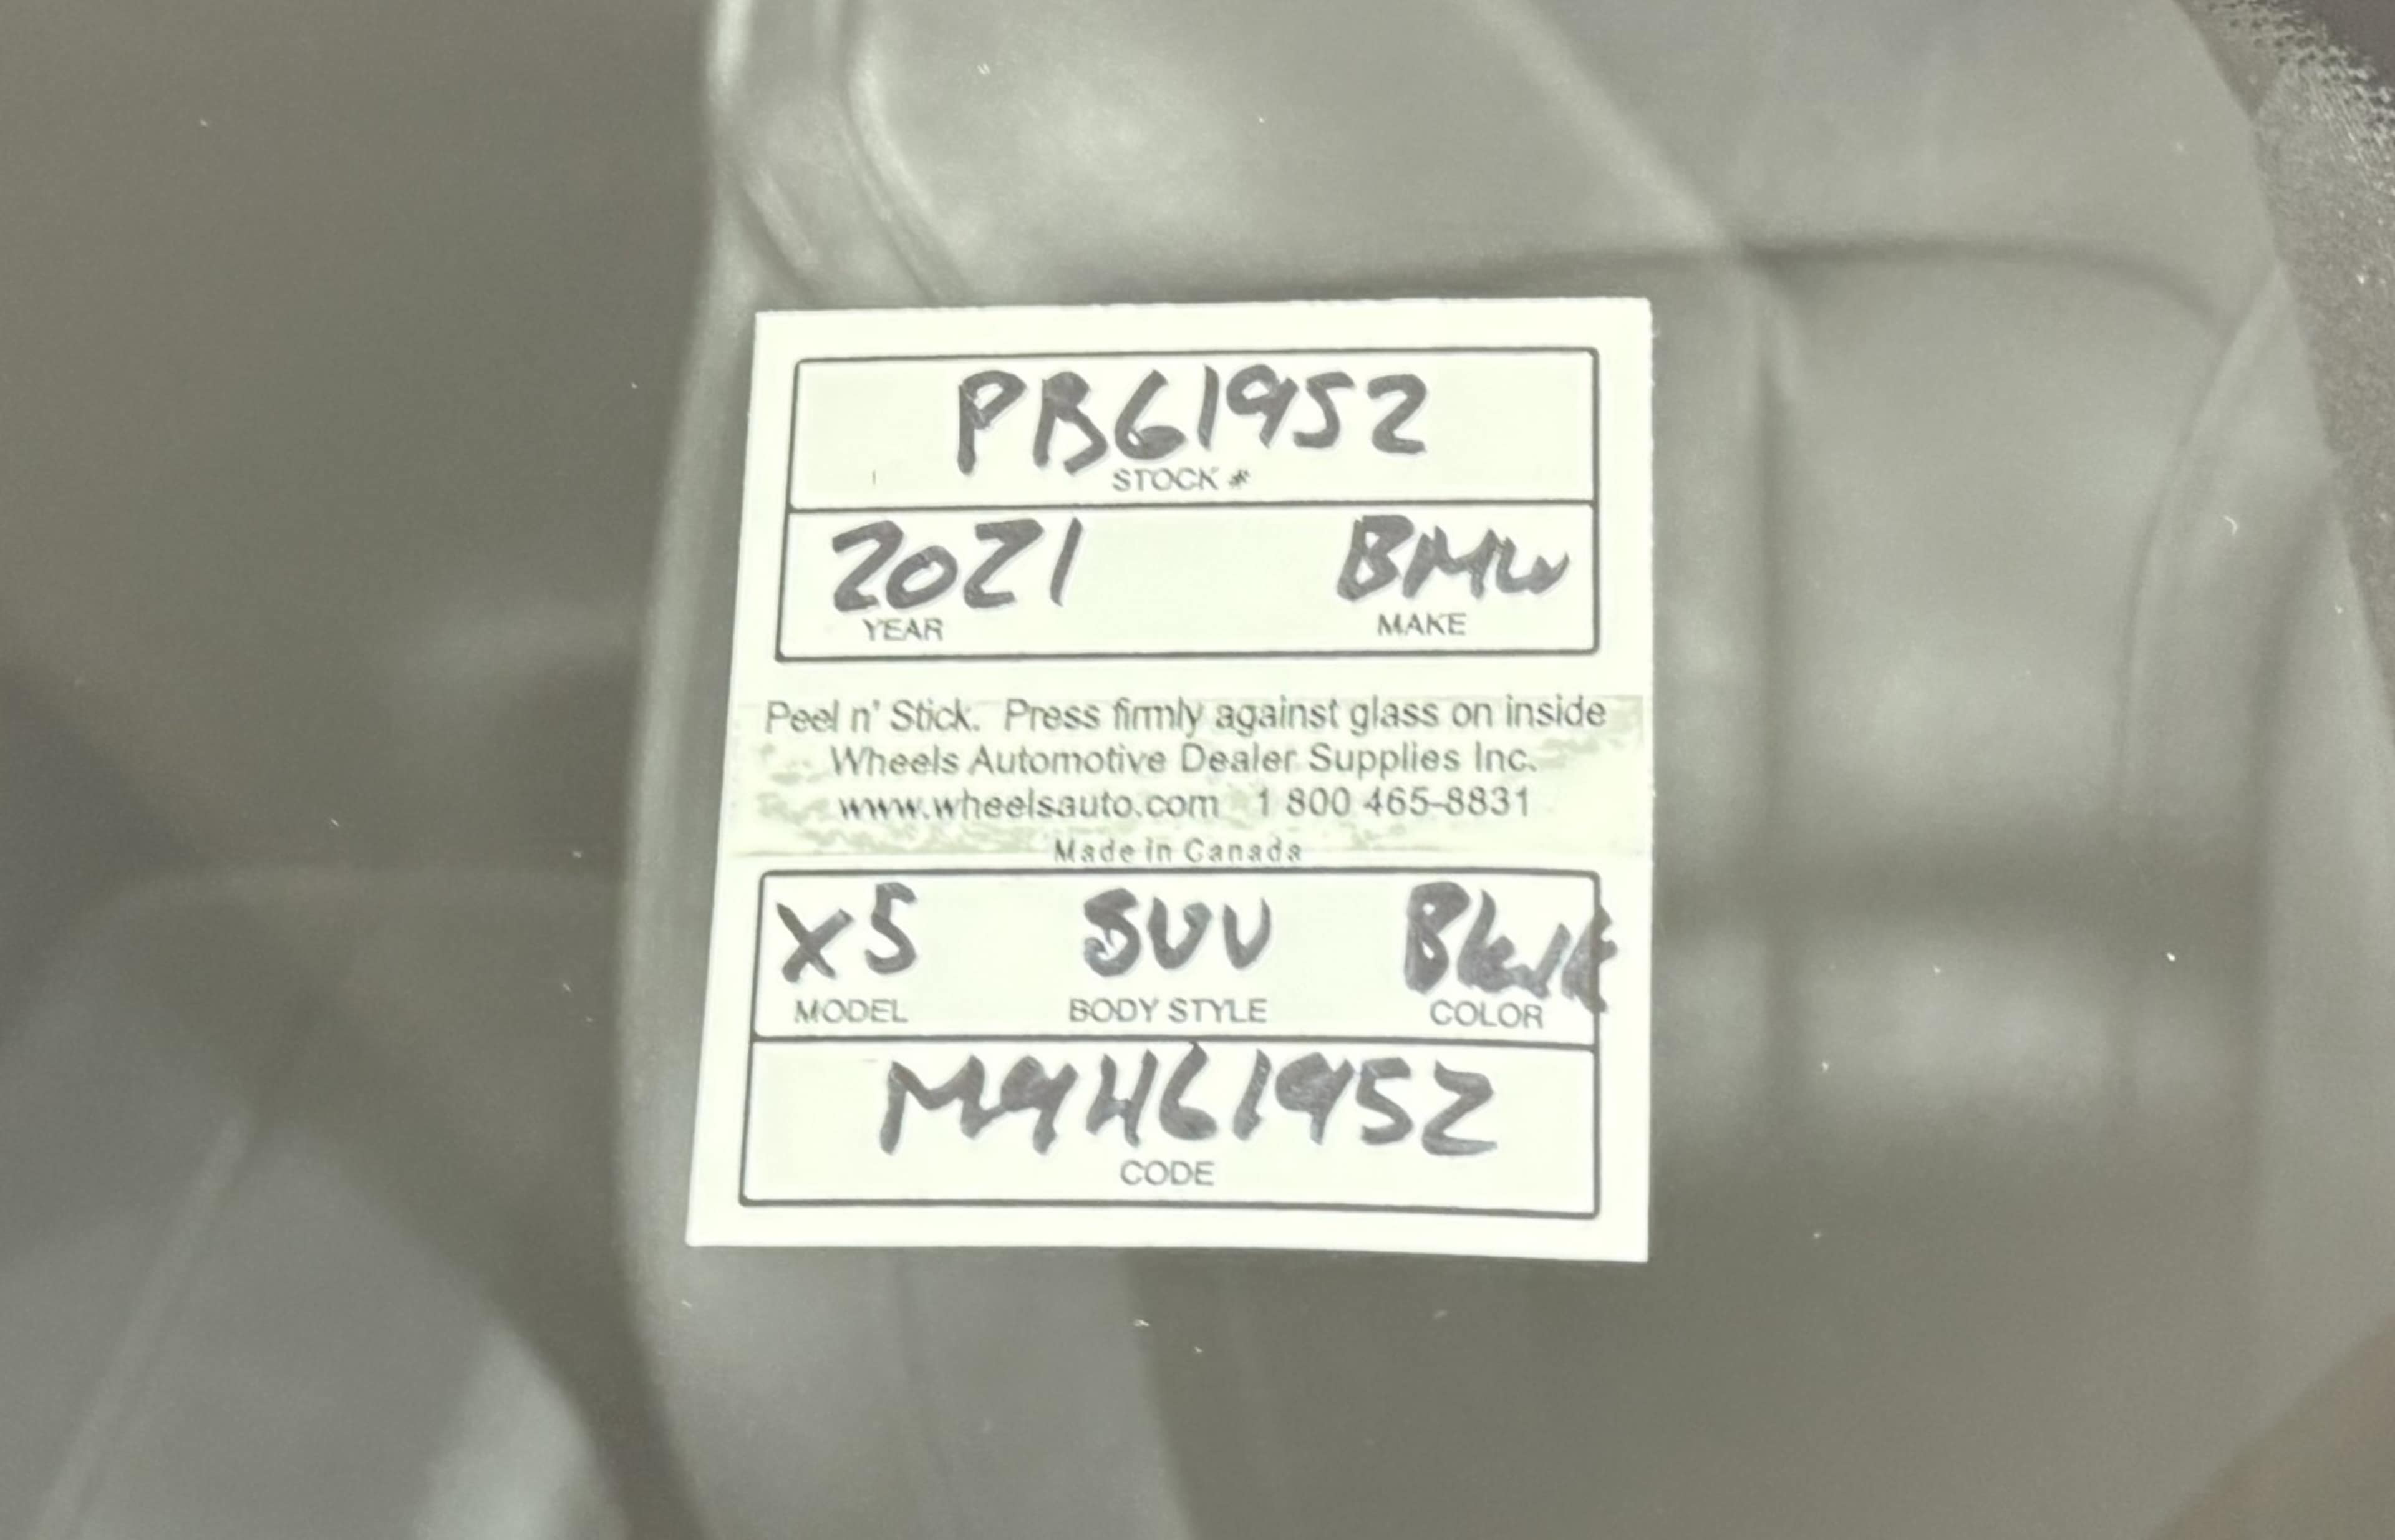 PB61952
STOCK #
2021 BMW
YEAR MAKE
Peel n' Stick. Press firmly against glass on inside
Wheels Automotive Dealer Supplies Inc.
www.wheelsauto.com 1 800 465-8831
Made in Canada
X5 SUV Black
MODEL BODY STYLE COLOR
M9H61952
CODE